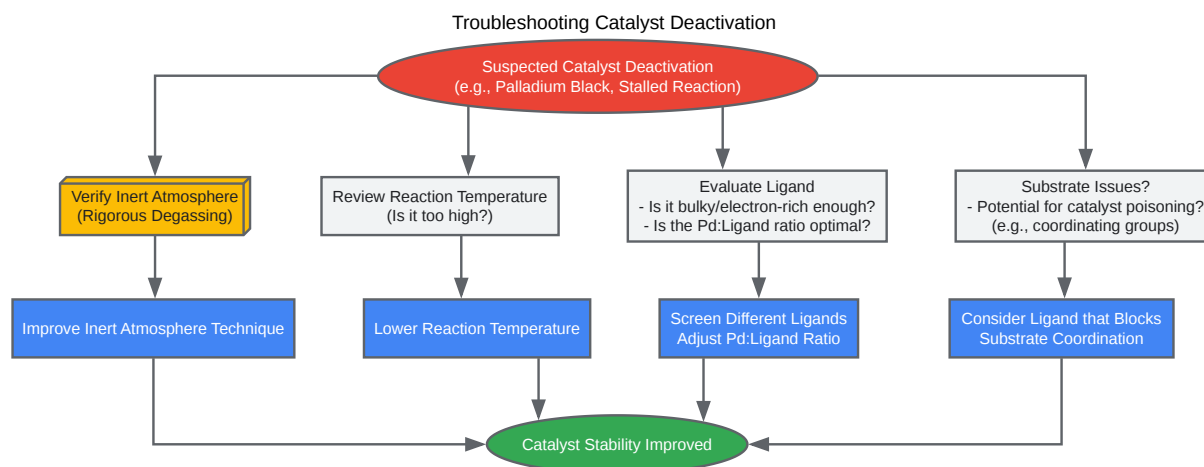 Troubleshooting Catalyst Deactivation
Suspected Catalyst Deactivation
(e.g., Palladium Black, Stalled Reaction)
Verify Inert Atmosphere
(Rigorous Degassing)
Review Reaction Temperature
(Is it too high?)
Evaluate Ligand
- Is it bulky/electron-rich enough?
- Is the Pd:Ligand ratio optimal?
Substrate Issues?
- Potential for catalyst poisoning?
(e.g., coordinating groups)
Improve Inert Atmosphere Technique
Lower Reaction Temperature
Screen Different Ligands
Adjust Pd:Ligand Ratio
Consider Ligand that Blocks
Substrate Coordination
Catalyst Stability Improved